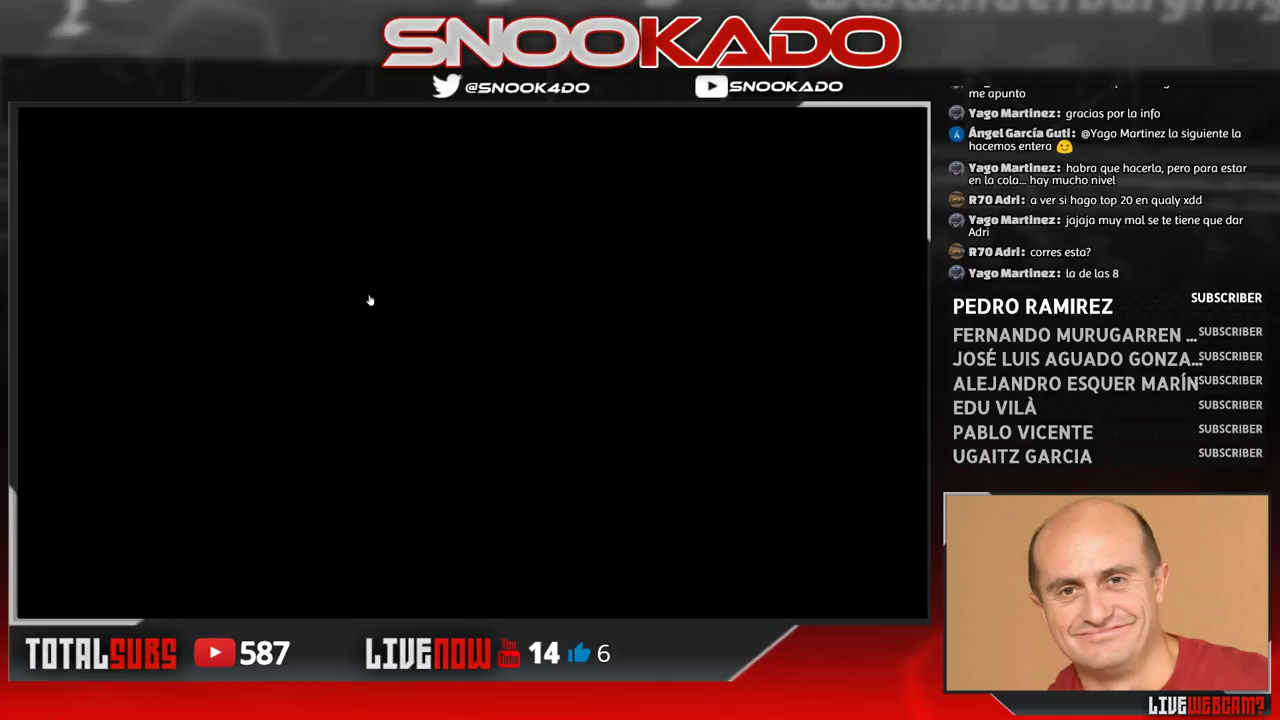 SNOOKADO
@SNOOK4DO
SNOOKADO
me apunto
Yago Martinez: gracias por la info
Ángel García Guti: @Yago Martinez la siguiente la
hacemos entera
Yago Martinez: habra que hacerla, pero para estar
en la cola... hay mucho nivel
R70 Adri: a ver si hago top 20 en qualy xdd
Yago Martinez: jajaja muy mal se te tiene que dar
Adri
R70 Adri: corres esta?
Yago Martinez: la de las 8
PEDRO RAMIREZ SUBSCRIBER
FERNANDO MURUGARREN ... SUBSCRIBER
JOSÉ LUIS AGUADO GONZA... SUBSCRIBER
ALEJANDRO ESQUER MARÍN SUBSCRIBER
EDU VILÀ SUBSCRIBER
PABLO VICENTE SUBSCRIBER
UGAITZ GARCIA SUBSCRIBER
TOTALSUBS 587 LIVENOW You Tube 14 6
LIVEWEBCAM?